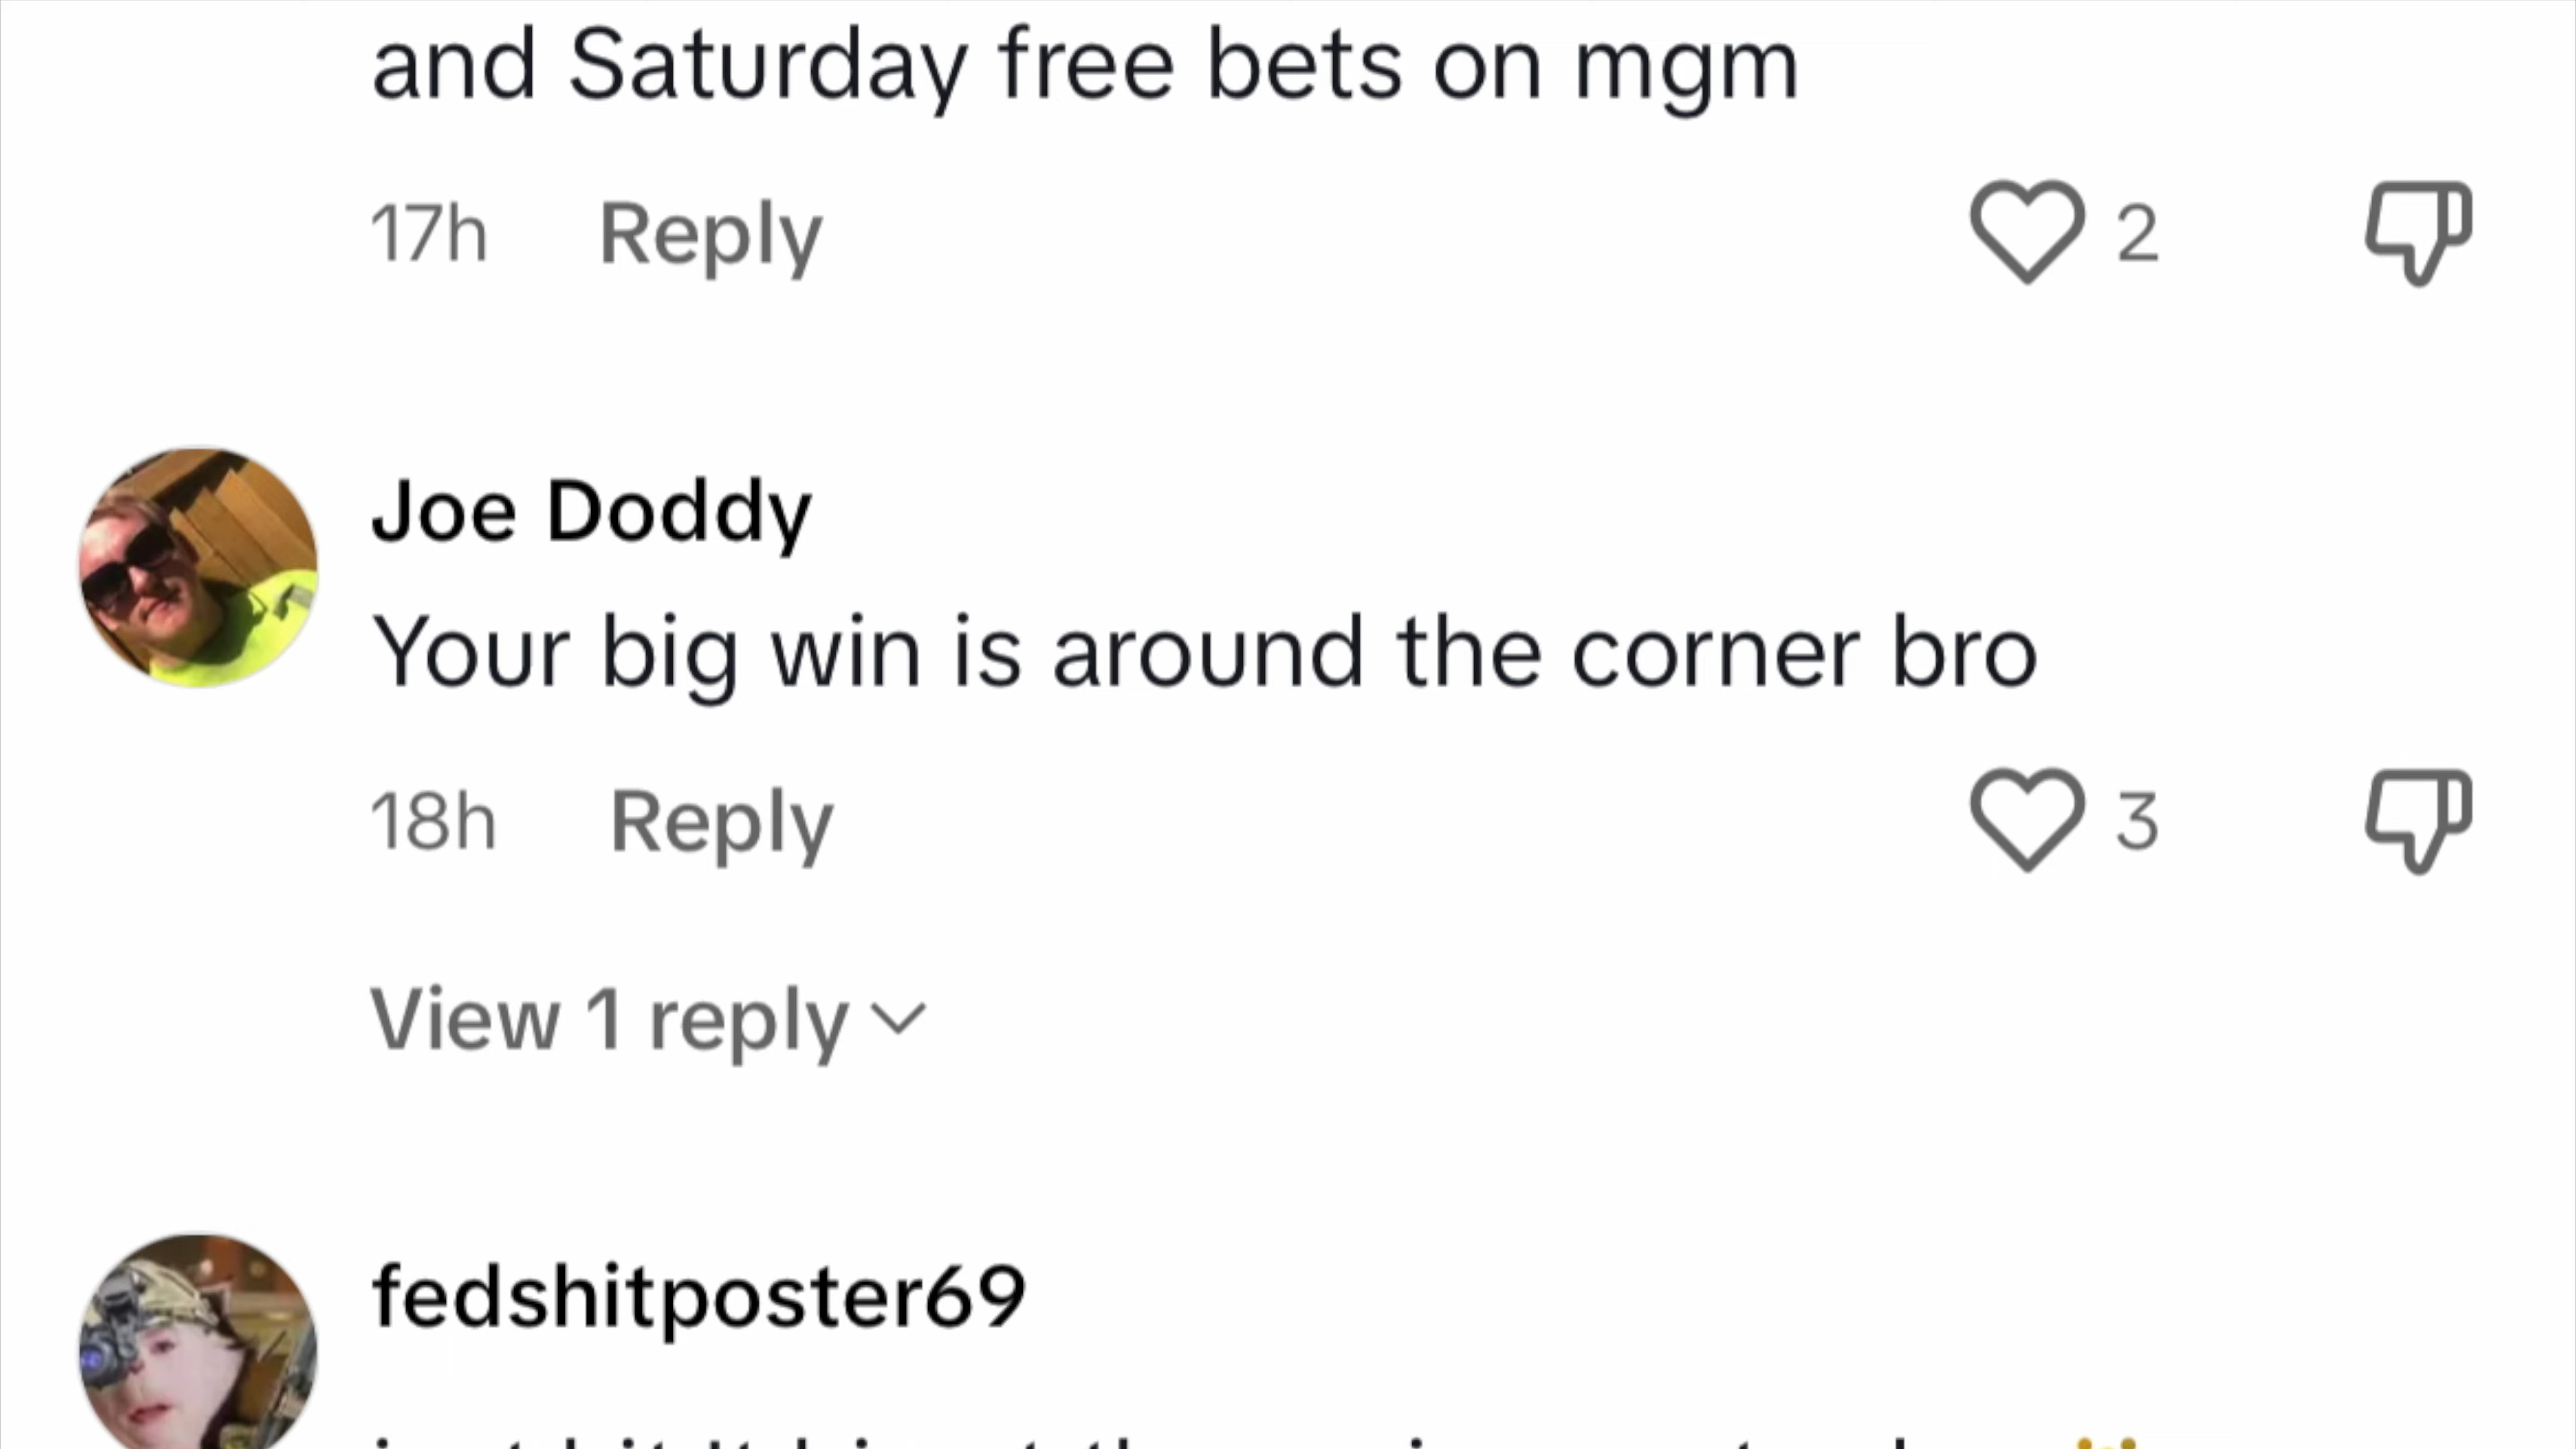 and Saturday free bets on mgm
17h Reply 2
Joe Doddy
Your big win is around the corner bro
18h Reply 3
View 1 reply
fedshitposter69